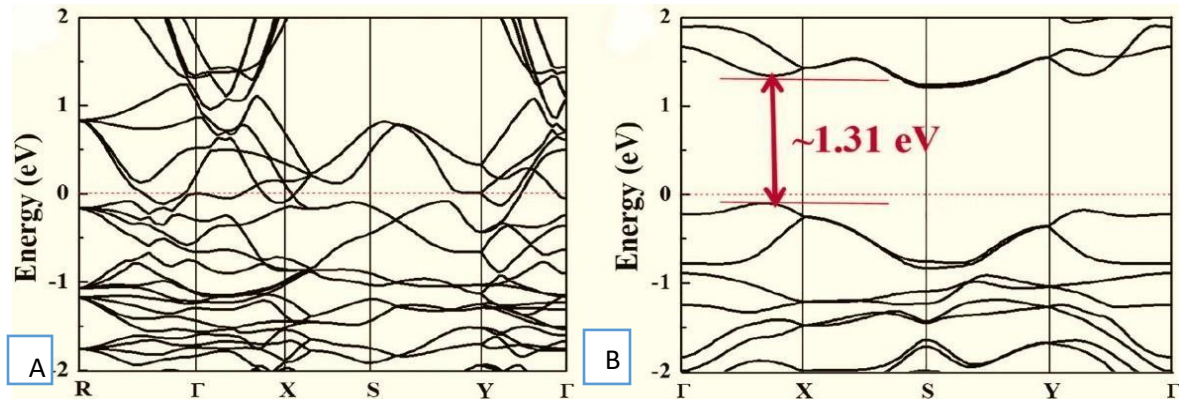 Energy (eV)
2
1
0
-1
-2
R Γ X S Y Γ
A
Energy (eV)
2
1
0
-1
-2
~1.31 eV
Γ X S Y Γ
B